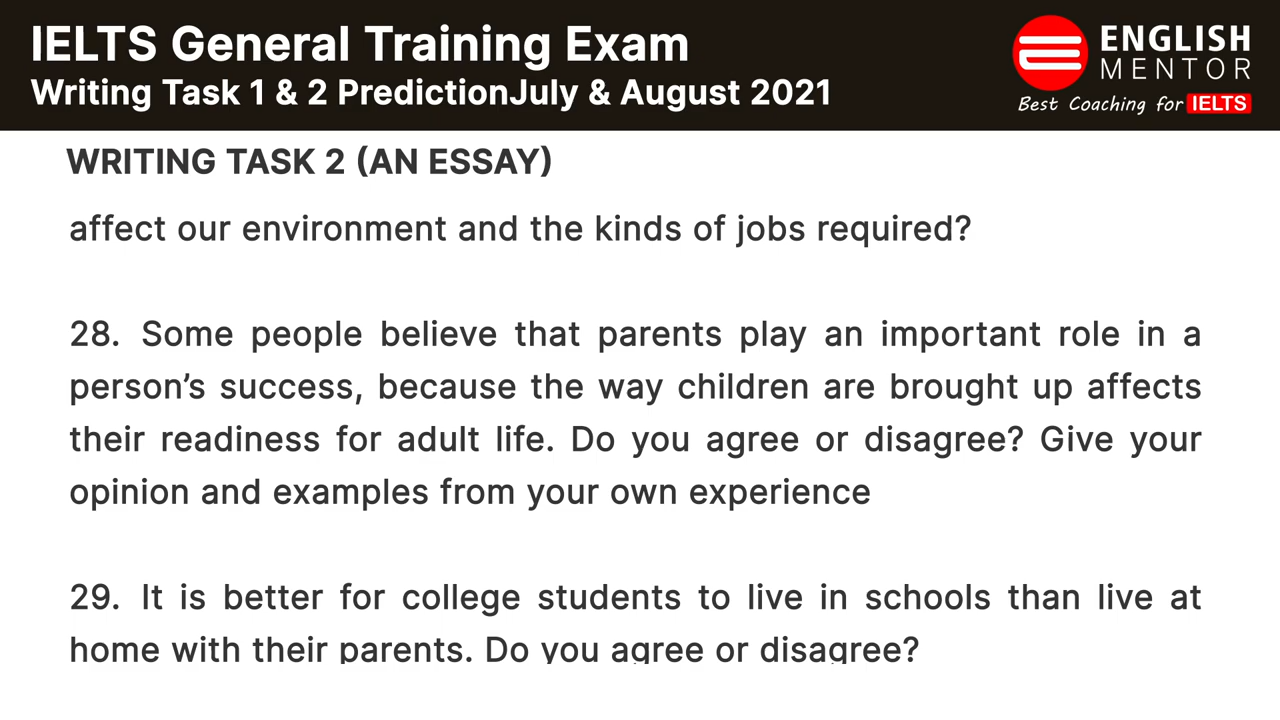 IELTS General Training Exam
Writing Task 1 & 2 PredictionJuly & August 2021
ENGLISH
MENTOR
Best Coaching for IELTS
WRITING TASK 2 (AN ESSAY)
affect our environment and the kinds of jobs required?
28. Some people believe that parents play an important role in a
person's success, because the way children are brought up affects
their readiness for adult life. Do you agree or disagree? Give your
opinion and examples from your own experience
29. It is better for college students to live in schools than live at
home with their parents. Do you agree or disagree?